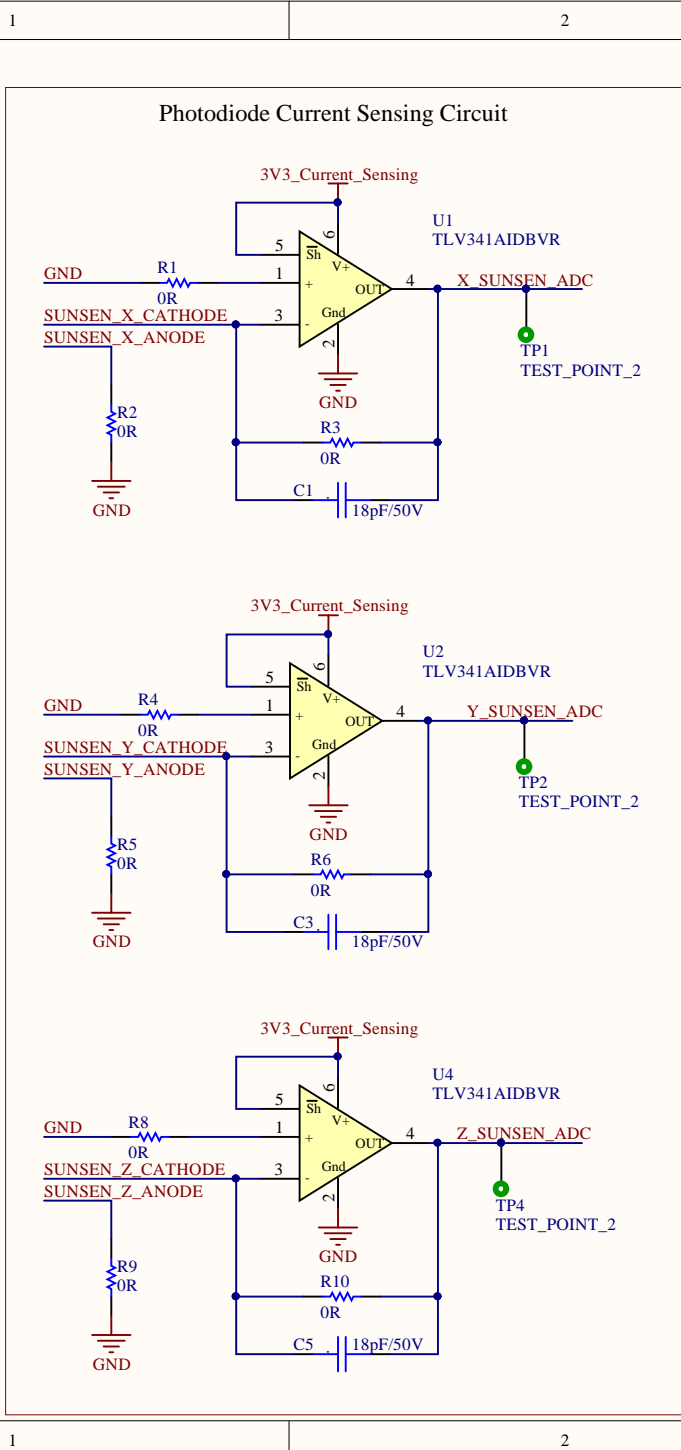 1 2
Photodiode Current Sensing Circuit
3V3_Current_Sensing
U1
TLV341AIDBVR
6
5 Sh
V+
GND R1 1 + 4 X_SUNSEN_ADC
OUT
0R
Gnd
SUNSEN_X_CATHODE 3 -
SUNSEN_X_ANODE 2
TP1
TEST_POINT_2
GND
R2
0R
R3
0R
C1 18pF/50V
GND
3V3_Current_Sensing
U2
TLV341AIDBVR
6
5 Sh
V+
GND R4 1 + 4 Y_SUNSEN_ADC
OUT
0R
Gnd
SUNSEN_Y_CATHODE 3 -
SUNSEN_Y_ANODE 2
TP2
TEST_POINT_2
GND
R5
0R
R6
0R
C3 18pF/50V
GND
3V3_Current_Sensing
U4
TLV341AIDBVR
6
5 Sh
V+
GND R8 1 + 4 Z_SUNSEN_ADC
OUT
0R
Gnd
SUNSEN_Z_CATHODE 3 -
SUNSEN_Z_ANODE 2
TP4
TEST_POINT_2
GND
R9
0R
R10
0R
C5 18pF/50V
GND
1 2